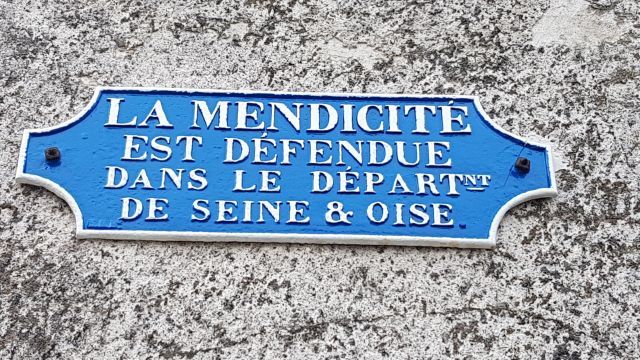 LA MENDICITÉ
EST DÉFENDUE
DANS LE DÉPARTNT
DE SEINE & OISE.